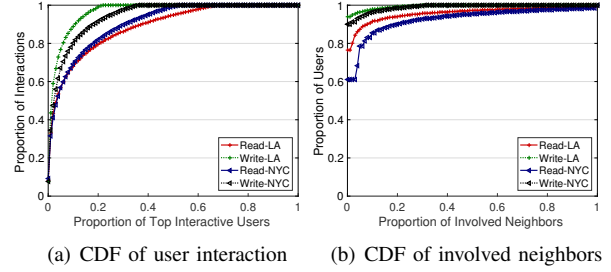 Proportion of Interactions
1
0.8
0.6
0.4
0.2
0
0 0.2 0.4 0.6 0.8 1
Proportion of Top Interactive Users
Read-LA
Write-LA
Read-NYC
Write-NYC
(a) CDF of user interaction
Proportion of Users
1
0.8
0.6
0.4
0.2
0
0 0.2 0.4 0.6 0.8 1
Proportion of Involved Neighbors
Read-LA
Write-LA
Read-NYC
Write-NYC
(b) CDF of involved neighbors